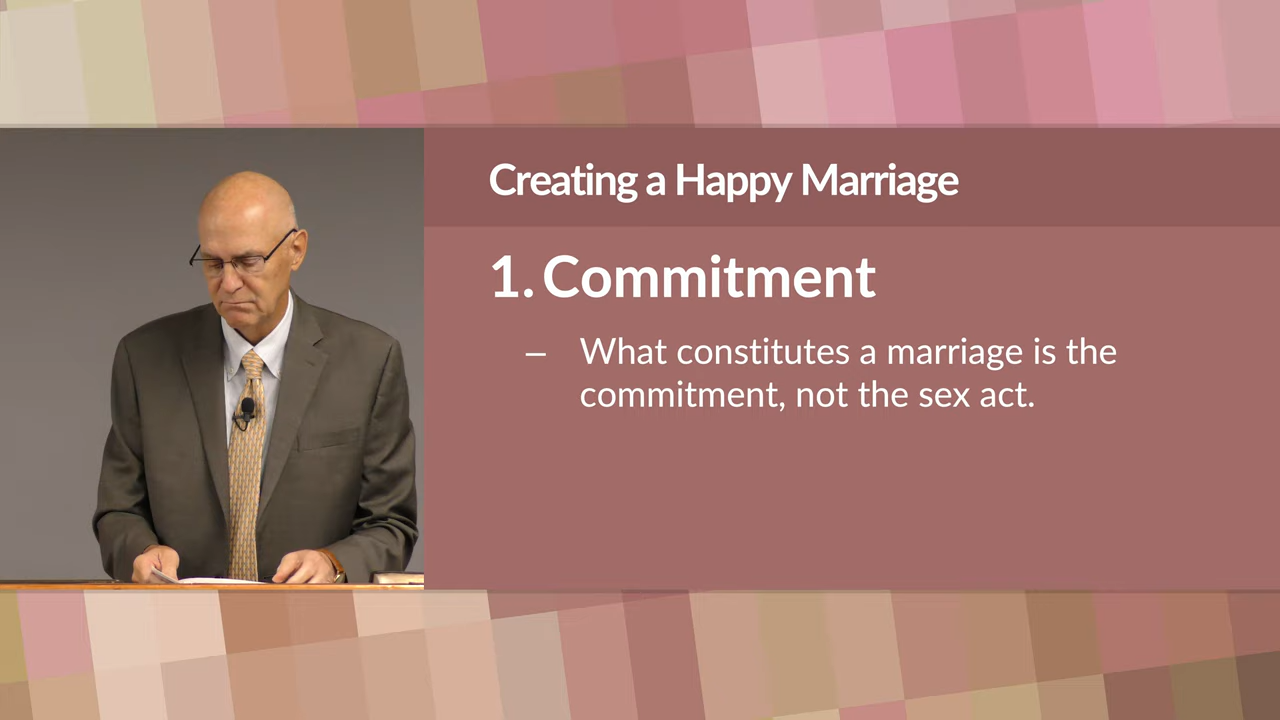 Creating a Happy Marriage
1. Commitment
– What constitutes a marriage is the
commitment, not the sex act.